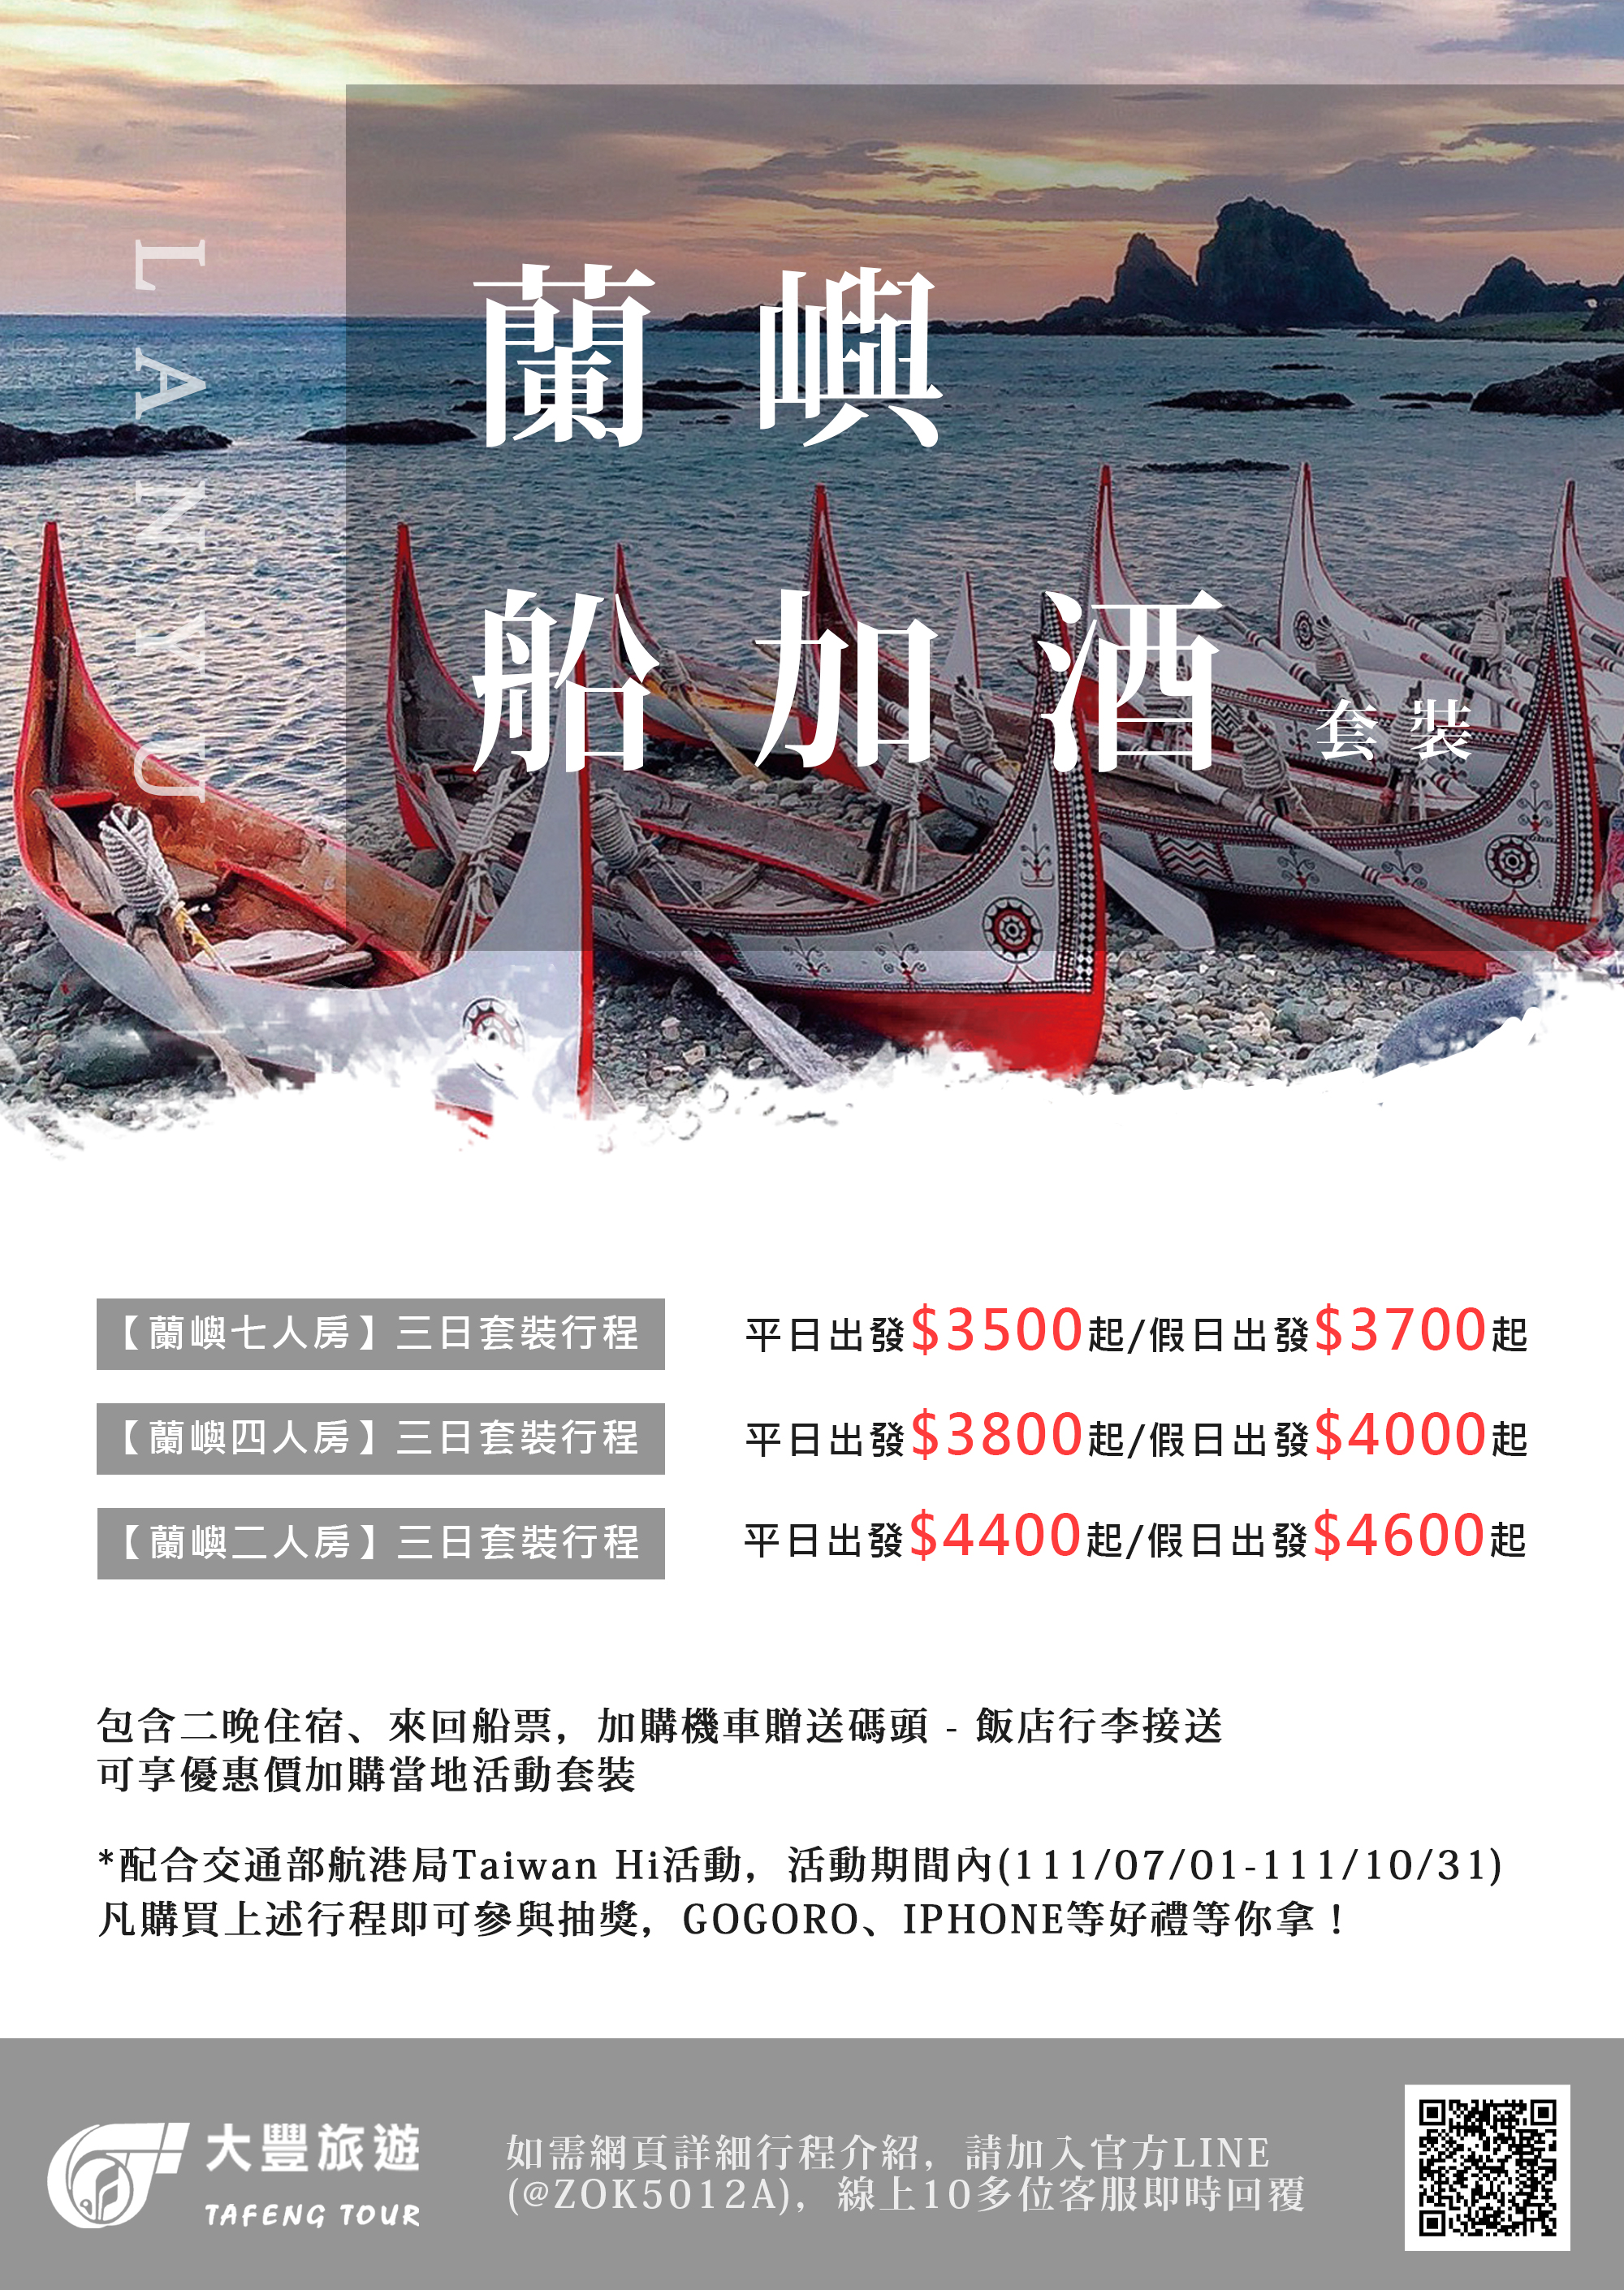 LANYU
蘭嶼
船加酒 套裝
【蘭嶼七人房】三日套裝行程 平日出發$3500起/假日出發$3700起
【蘭嶼四人房】三日套裝行程 平日出發$3800起/假日出發$4000起
【蘭嶼二人房】三日套裝行程 平日出發$4400起/假日出發$4600起
包含二晚住宿、來回船票，加購機車贈送碼頭 - 飯店行李接送
可享優惠價加購當地活動套裝
*配合交通部航港局Taiwan Hi活動，活動期間內(111/07/01-111/10/31)
凡購買上述行程即可參與抽獎，GOGORO、IPHONE等好禮等你拿！
大豐旅遊
TAFENG TOUR
如需網頁詳細行程介紹，請加入官方LINE
(@ZOK5012A)，線上10多位客服即時回覆